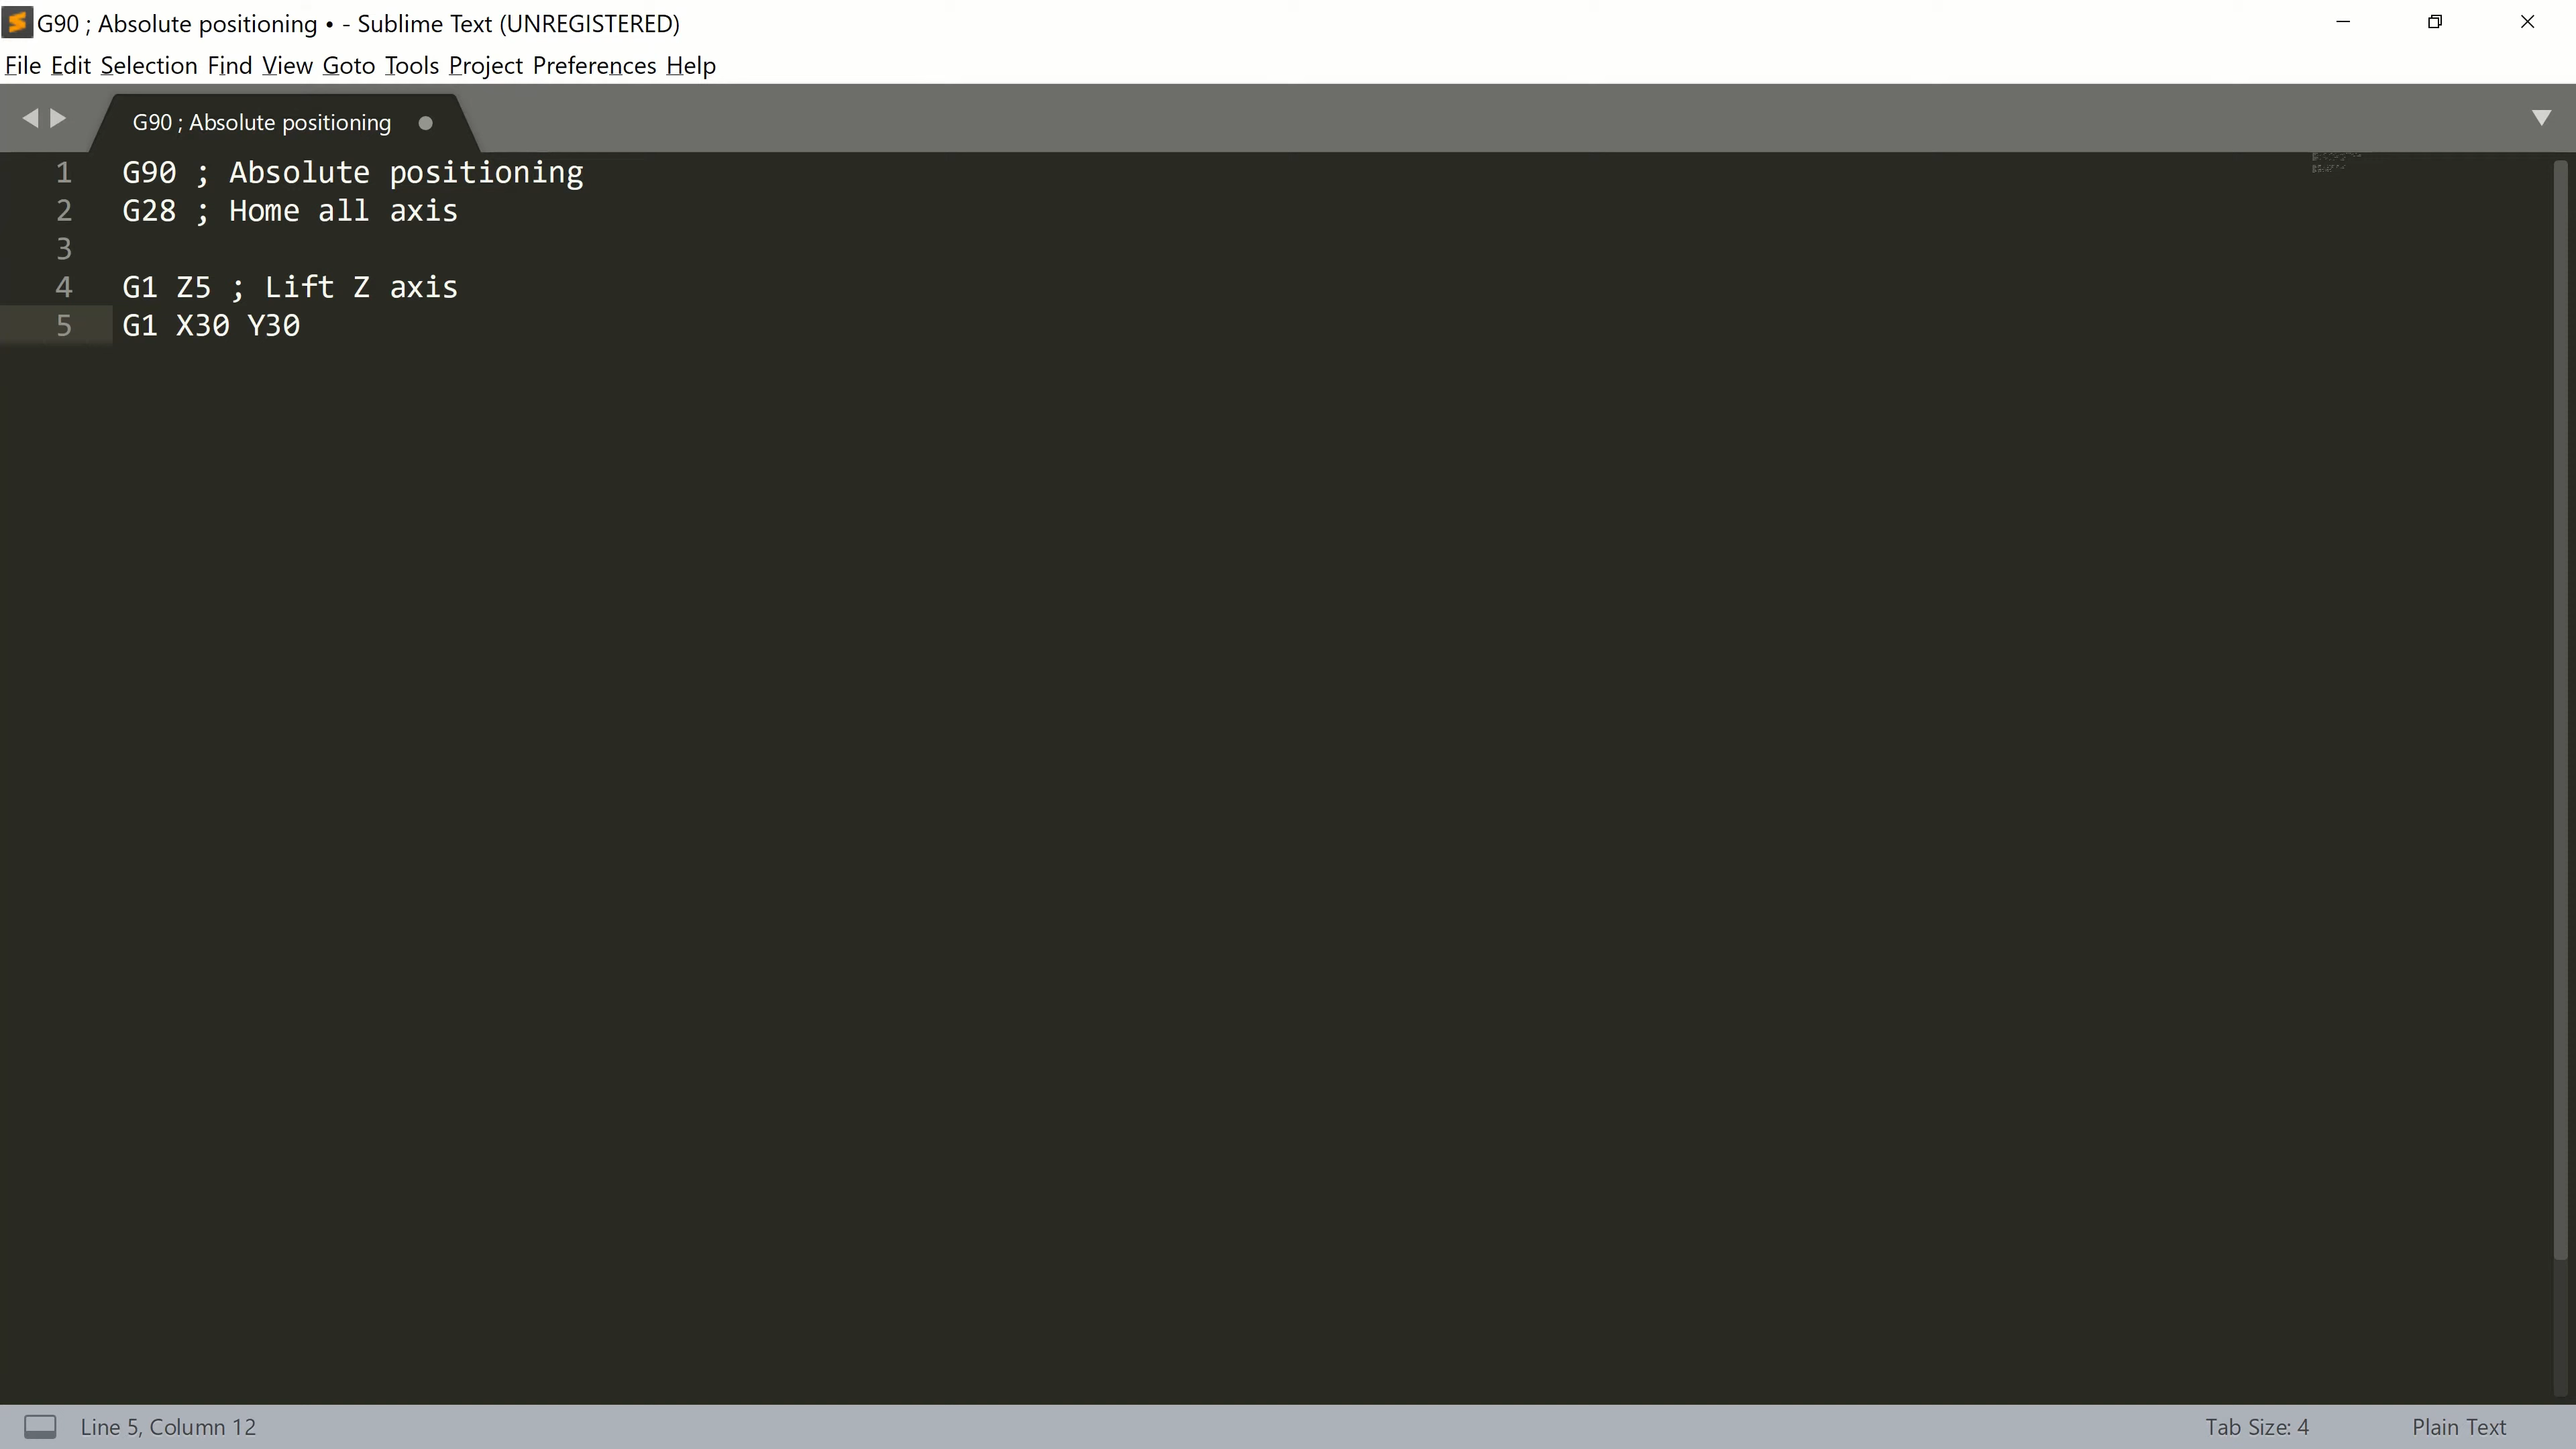 G90 ; Absolute positioning • - Sublime Text (UNREGISTERED)
File Edit Selection Find View Goto Tools Project Preferences Help
G90 ; Absolute positioning
1 G90 ; Absolute positioning
2 G28 ; Home all axis
3
4 G1 Z5 ; Lift Z axis
5 G1 X30 Y30
Line 5, Column 12 Tab Size: 4 Plain Text